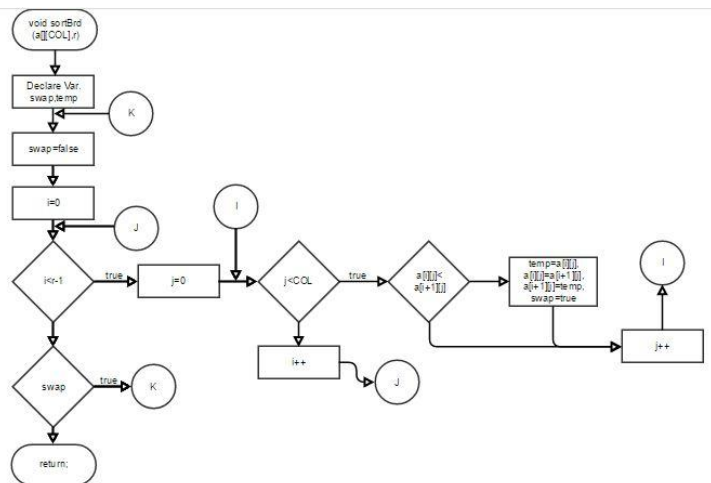 void sortBrd
(a[][COL],r)
Declare Var.
swap,temp
K
swap=false
i=0
J
i<r-1
true
j=0
I
j<COL
true
a[i][j]<
a[i+1][j]
temp=a[i][j],
a[i][j]=a[i+1][j],
a[i+1][j]=temp,
swap=true
I
j++
i++
J
swap
true
K
return;